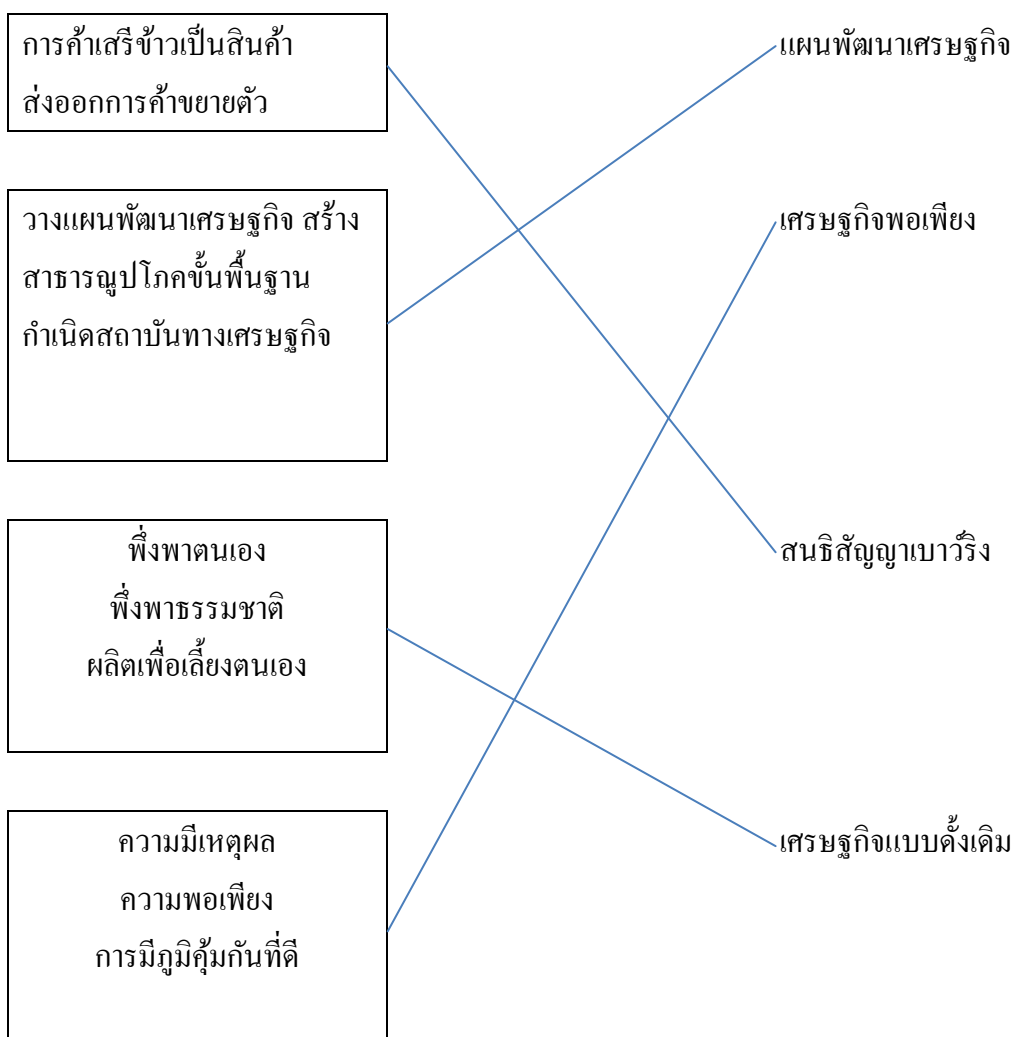 การค้าเสรีข้าวเป็นสินค้า
ส่งออกการค้าขยายตัว
แผนพัฒนาเศรษฐกิจ
วางแผนพัฒนาเศรษฐกิจ สร้าง
สาธารณูปโภคขั้นพื้นฐาน
กำเนิดสถาบันทางเศรษฐกิจ
เศรษฐกิจพอเพียง
พึ่งพาตนเอง
พึ่งพาธรรมชาติ
ผลิตเพื่อเลี้ยงตนเอง
สนธิสัญญาเบาว์ริง
ความมีเหตุผล
ความพอเพียง
การมีภูมิคุ้มกันที่ดี
เศรษฐกิจแบบดั้งเดิม